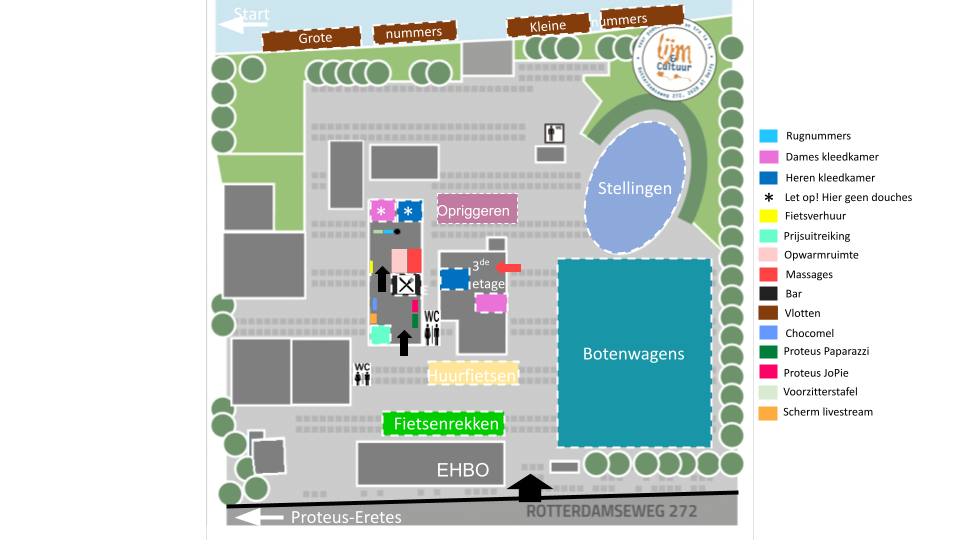 Start
Grote
nummers
Kleine
nummers
lijm
&
Cultuur
WC
Stellingen
* *
Opriggeren
3de
etage
WC
Botenwagens
WC
Huurfietsen
Fietsenrekken
EHBO
ROTTERDAMSEWEG 272
Proteus-Eretes
Rugnummers
Dames kleedkamer
Heren kleedkamer
* Let op! Hier geen douches
Fietsverhuur
Prijsuitreiking
Opwarmruimte
Massages
Bar
Vlotten
Chocomel
Proteus Paparazzi
Proteus JoPie
Voorzitterstafel
Scherm livestream